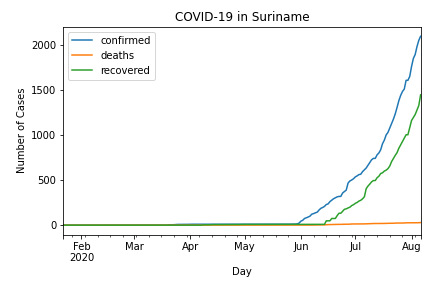 COVID-19 in Suriname
confirmed
deaths
recovered
Number of Cases
2000
1500
1000
500
0
Feb
2020
Mar
Apr
May
Jun
Jul
Aug
Day